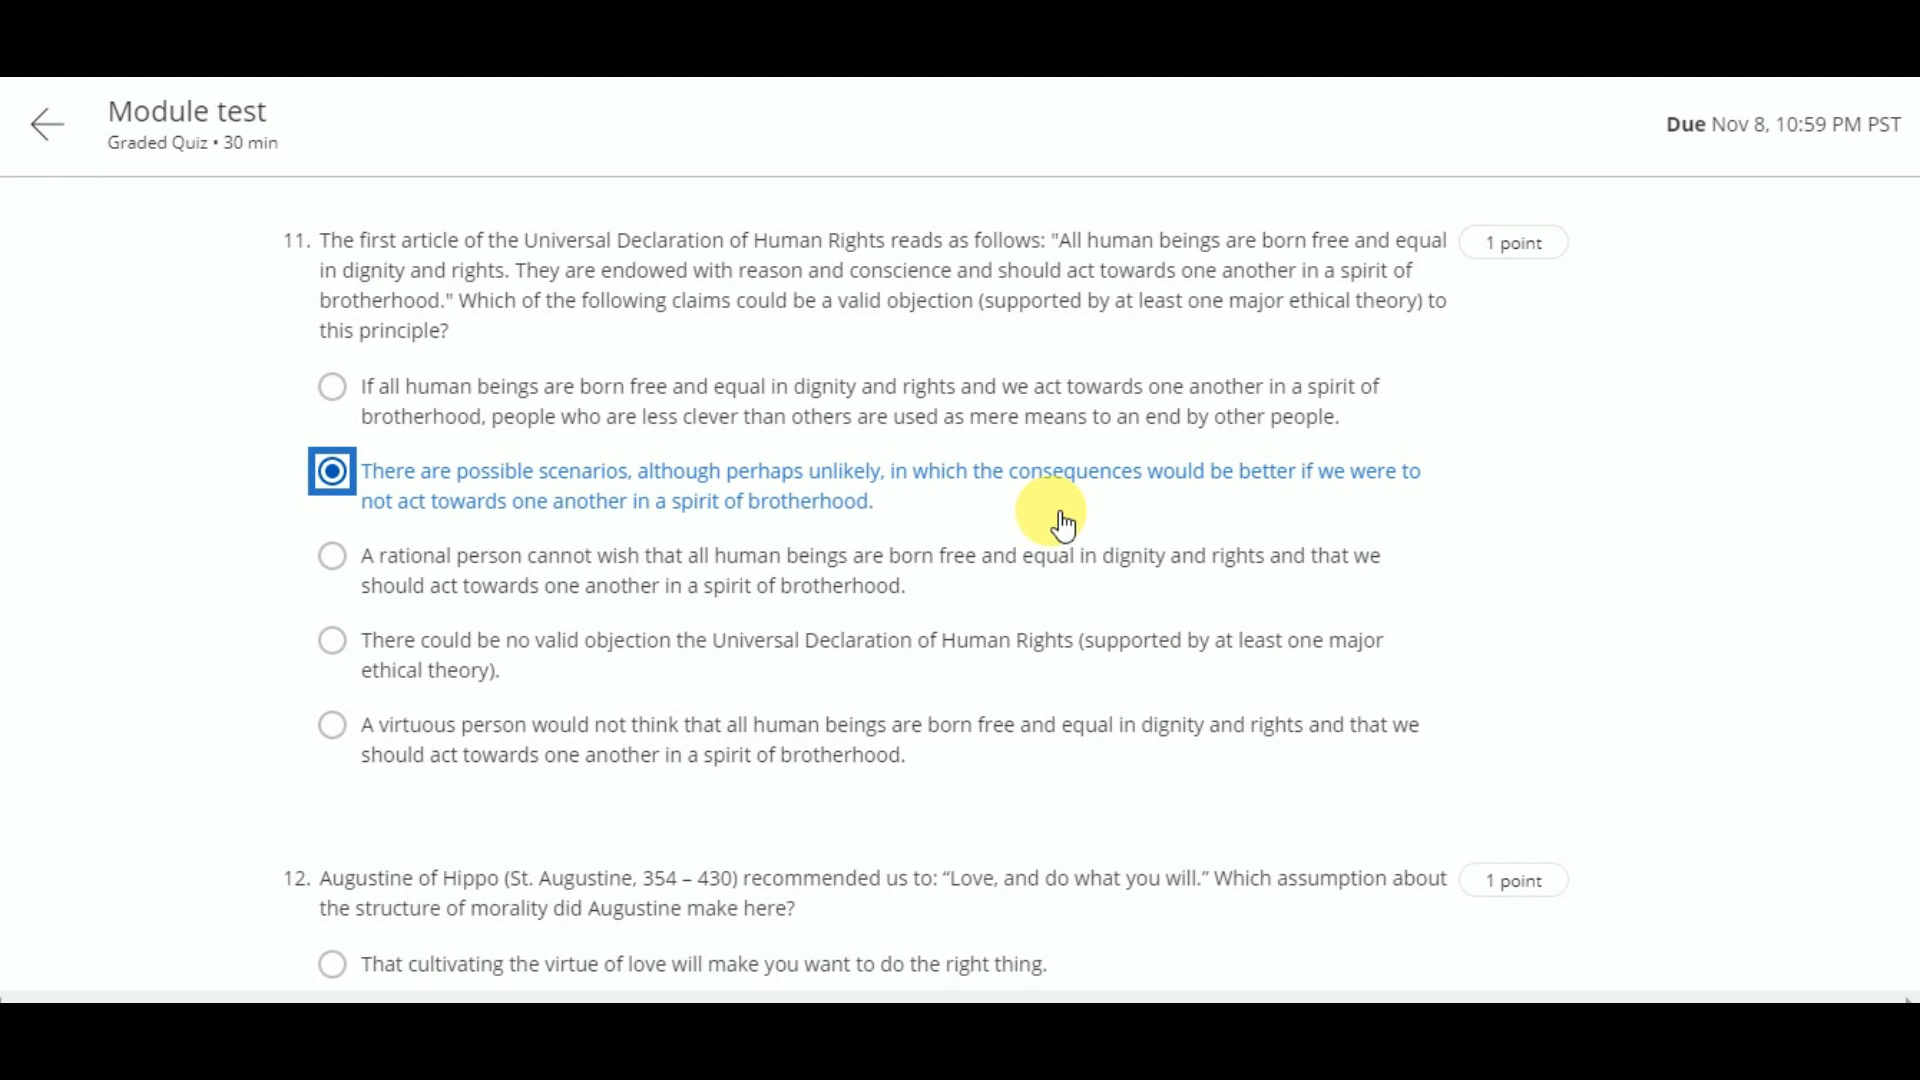 Module test
Graded Quiz • 30 min
Due Nov 8, 10:59 PM PST
11. The first article of the Universal Declaration of Human Rights reads as follows: "All human beings are born free and equal
1 point
in dignity and rights. They are endowed with reason and conscience and should act towards one another in a spirit of
brotherhood." Which of the following claims could be a valid objection (supported by at least one major ethical theory) to
this principle?
If all human beings are born free and equal in dignity and rights and we act towards one another in a spirit of
brotherhood, people who are less clever than others are used as mere means to an end by other people.
There are possible scenarios, although perhaps unlikely, in which the consequences would be better if we were to
not act towards one another in a spirit of brotherhood.
A rational person cannot wish that all human beings are born free and equal in dignity and rights and that we
should act towards one another in a spirit of brotherhood.
There could be no valid objection the Universal Declaration of Human Rights (supported by at least one major
ethical theory).
A virtuous person would not think that all human beings are born free and equal in dignity and rights and that we
should act towards one another in a spirit of brotherhood.
12. Augustine of Hippo (St. Augustine, 354 – 430) recommended us to: “Love, and do what you will.” Which assumption about
1 point
the structure of morality did Augustine make here?
That cultivating the virtue of love will make you want to do the right thing.